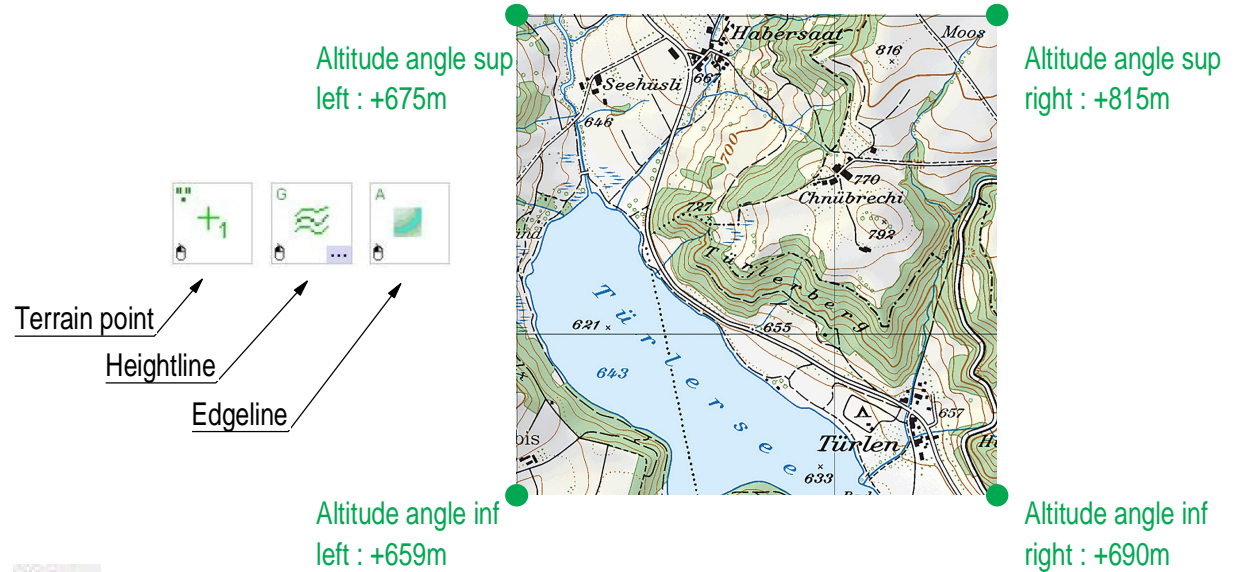 Altitude angle sup
left : +675m
Altitude angle sup
right : +815m
Habersaat
Moos
816
667
Seehüsli
646
700
770
Chnübrechi
727
792
Türlerberg
Türlersee
621
655
643
657
Türlen
633
G
A
+1
...
Terrain point
Heightline
Edgeline
Altitude angle inf
left : +659m
Altitude angle inf
right : +690m